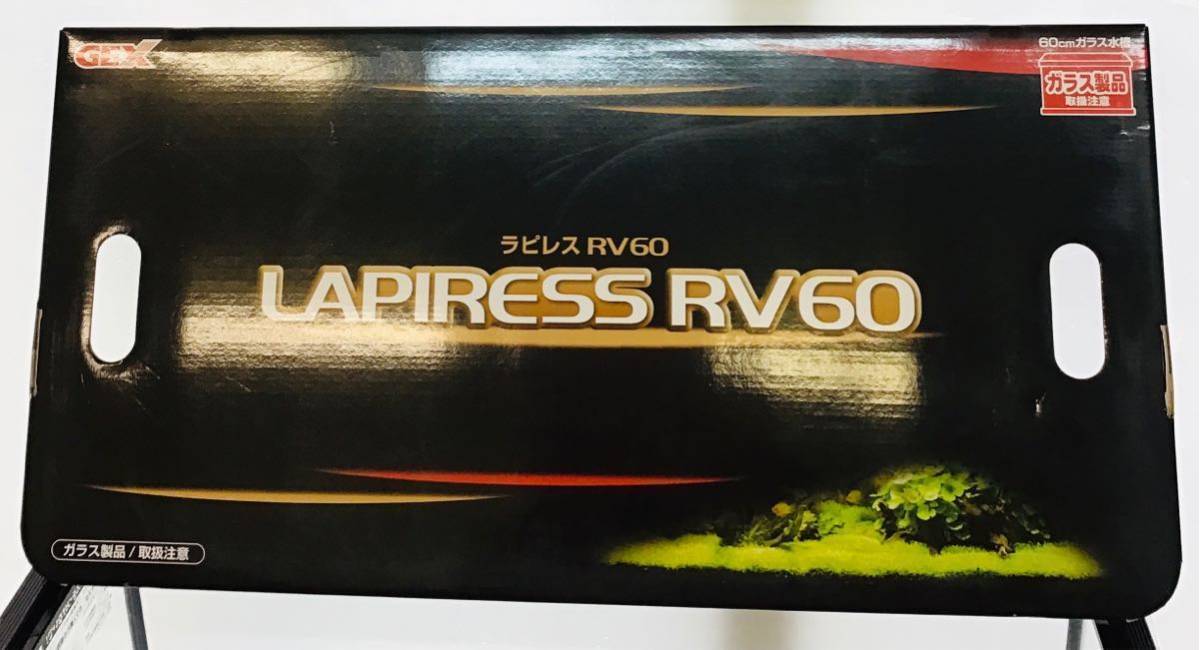 GEX
60cmガラス水槽
ガラス製品
取扱注意
ラピレス RV60
LAPIRESS RV60
ガラス製品 / 取扱注意